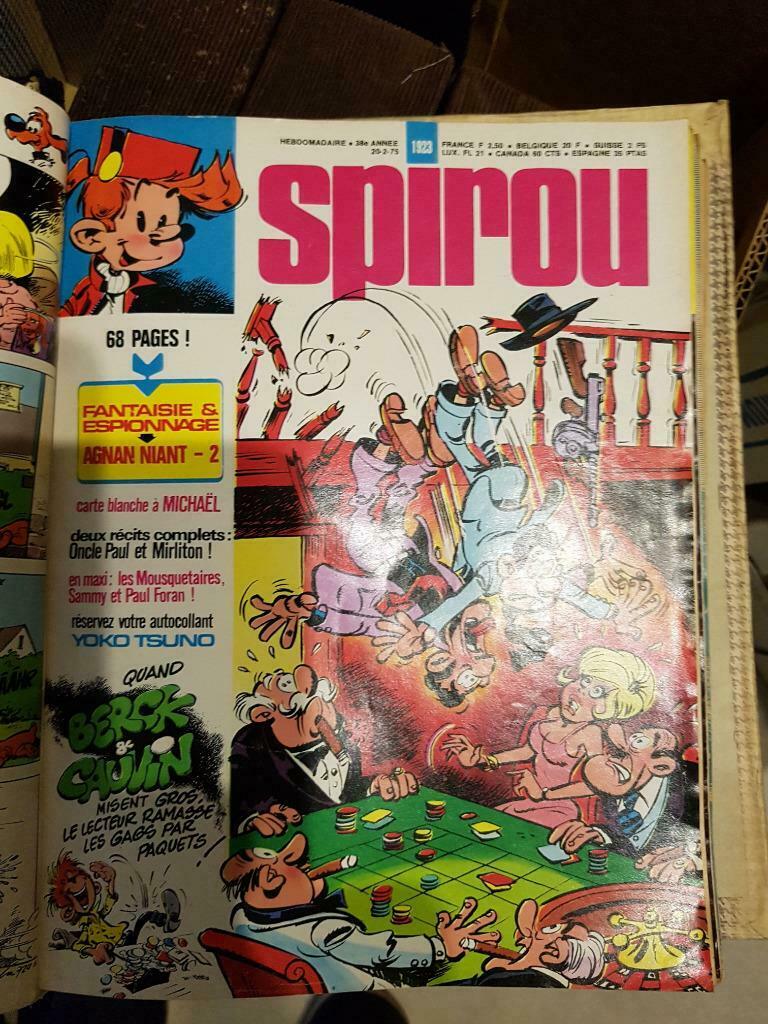 HEBDOMADAIRE • 38e ANNEE
20-2-75
1923
FRANCE F 2,50 • BELGIQUE 20 F • SUISSE 2 FS
LUX. FL 21 • CANADA 60 CTS • ESPAGNE 35 PTAS
spirou
68 PAGES !
FANTAISIE &
ESPIONNAGE
AGNAN NIANT - 2
carte blanche à MICHAËL
deux récits complets:
Oncle Paul et Mirliton !
en maxi: les Mousquetaires,
Sammy et Paul Foran !
réservez votre autocollant
YOKO TSUNO
QUAND
BERCK
&
CAUVIN
MISENT GROS,
LE LECTEUR RAMASSE
LES GAGS PAR
PAQUETS !